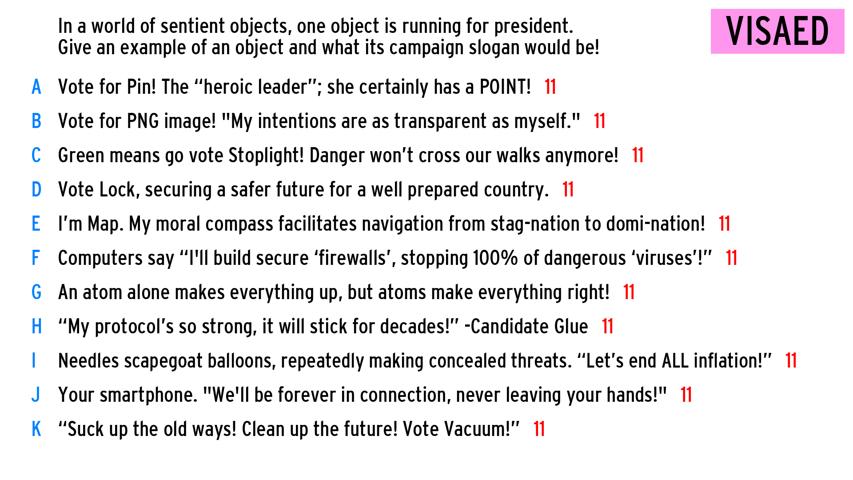 In a world of sentient objects, one object is running for president.
Give an example of an object and what its campaign slogan would be!
VISAED
A Vote for Pin! The “heroic leader”; she certainly has a POINT! 11
B Vote for PNG image! "My intentions are as transparent as myself." 11
C Green means go vote Stoplight! Danger won’t cross our walks anymore! 11
D Vote Lock, securing a safer future for a well prepared country. 11
E I’m Map. My moral compass facilitates navigation from stag-nation to domi-nation! 11
F Computers say “I'll build secure ‘firewalls’, stopping 100% of dangerous ‘viruses’!” 11
G An atom alone makes everything up, but atoms make everything right! 11
H “My protocol’s so strong, it will stick for decades!” -Candidate Glue 11
I Needles scapegoat balloons, repeatedly making concealed threats. “Let’s end ALL inflation!” 11
J Your smartphone. "We'll be forever in connection, never leaving your hands!" 11
K “Suck up the old ways! Clean up the future! Vote Vacuum!” 11